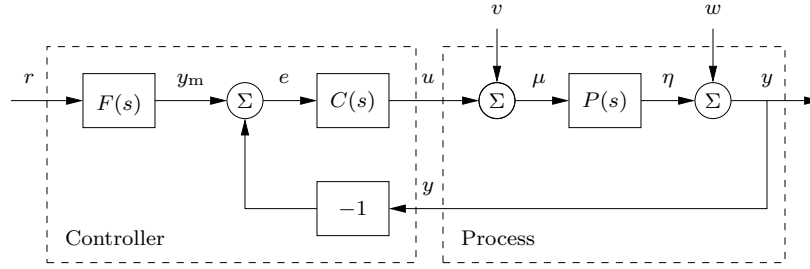 v w
r F(s) y_m Σ e C(s) u Σ μ P(s) η Σ y
−1 y
Controller Process